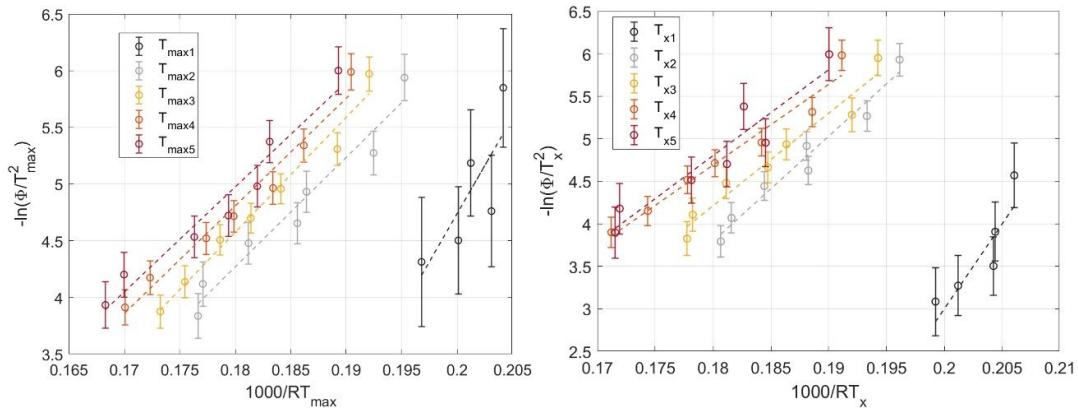 -ln(Φ/T²max)
6.5
6
5.5
5
4.5
4
3.5
Tmax1
Tmax2
Tmax3
Tmax4
Tmax5
0.165 0.17 0.175 0.18 0.185 0.19 0.195 0.2 0.205
1000/RTmax
-ln(Φ/T²x)
6.5
6
5.5
5
4.5
4
3.5
3
2.5
Tx1
Tx2
Tx3
Tx4
Tx5
0.17 0.175 0.18 0.185 0.19 0.195 0.2 0.205 0.21
1000/RTx